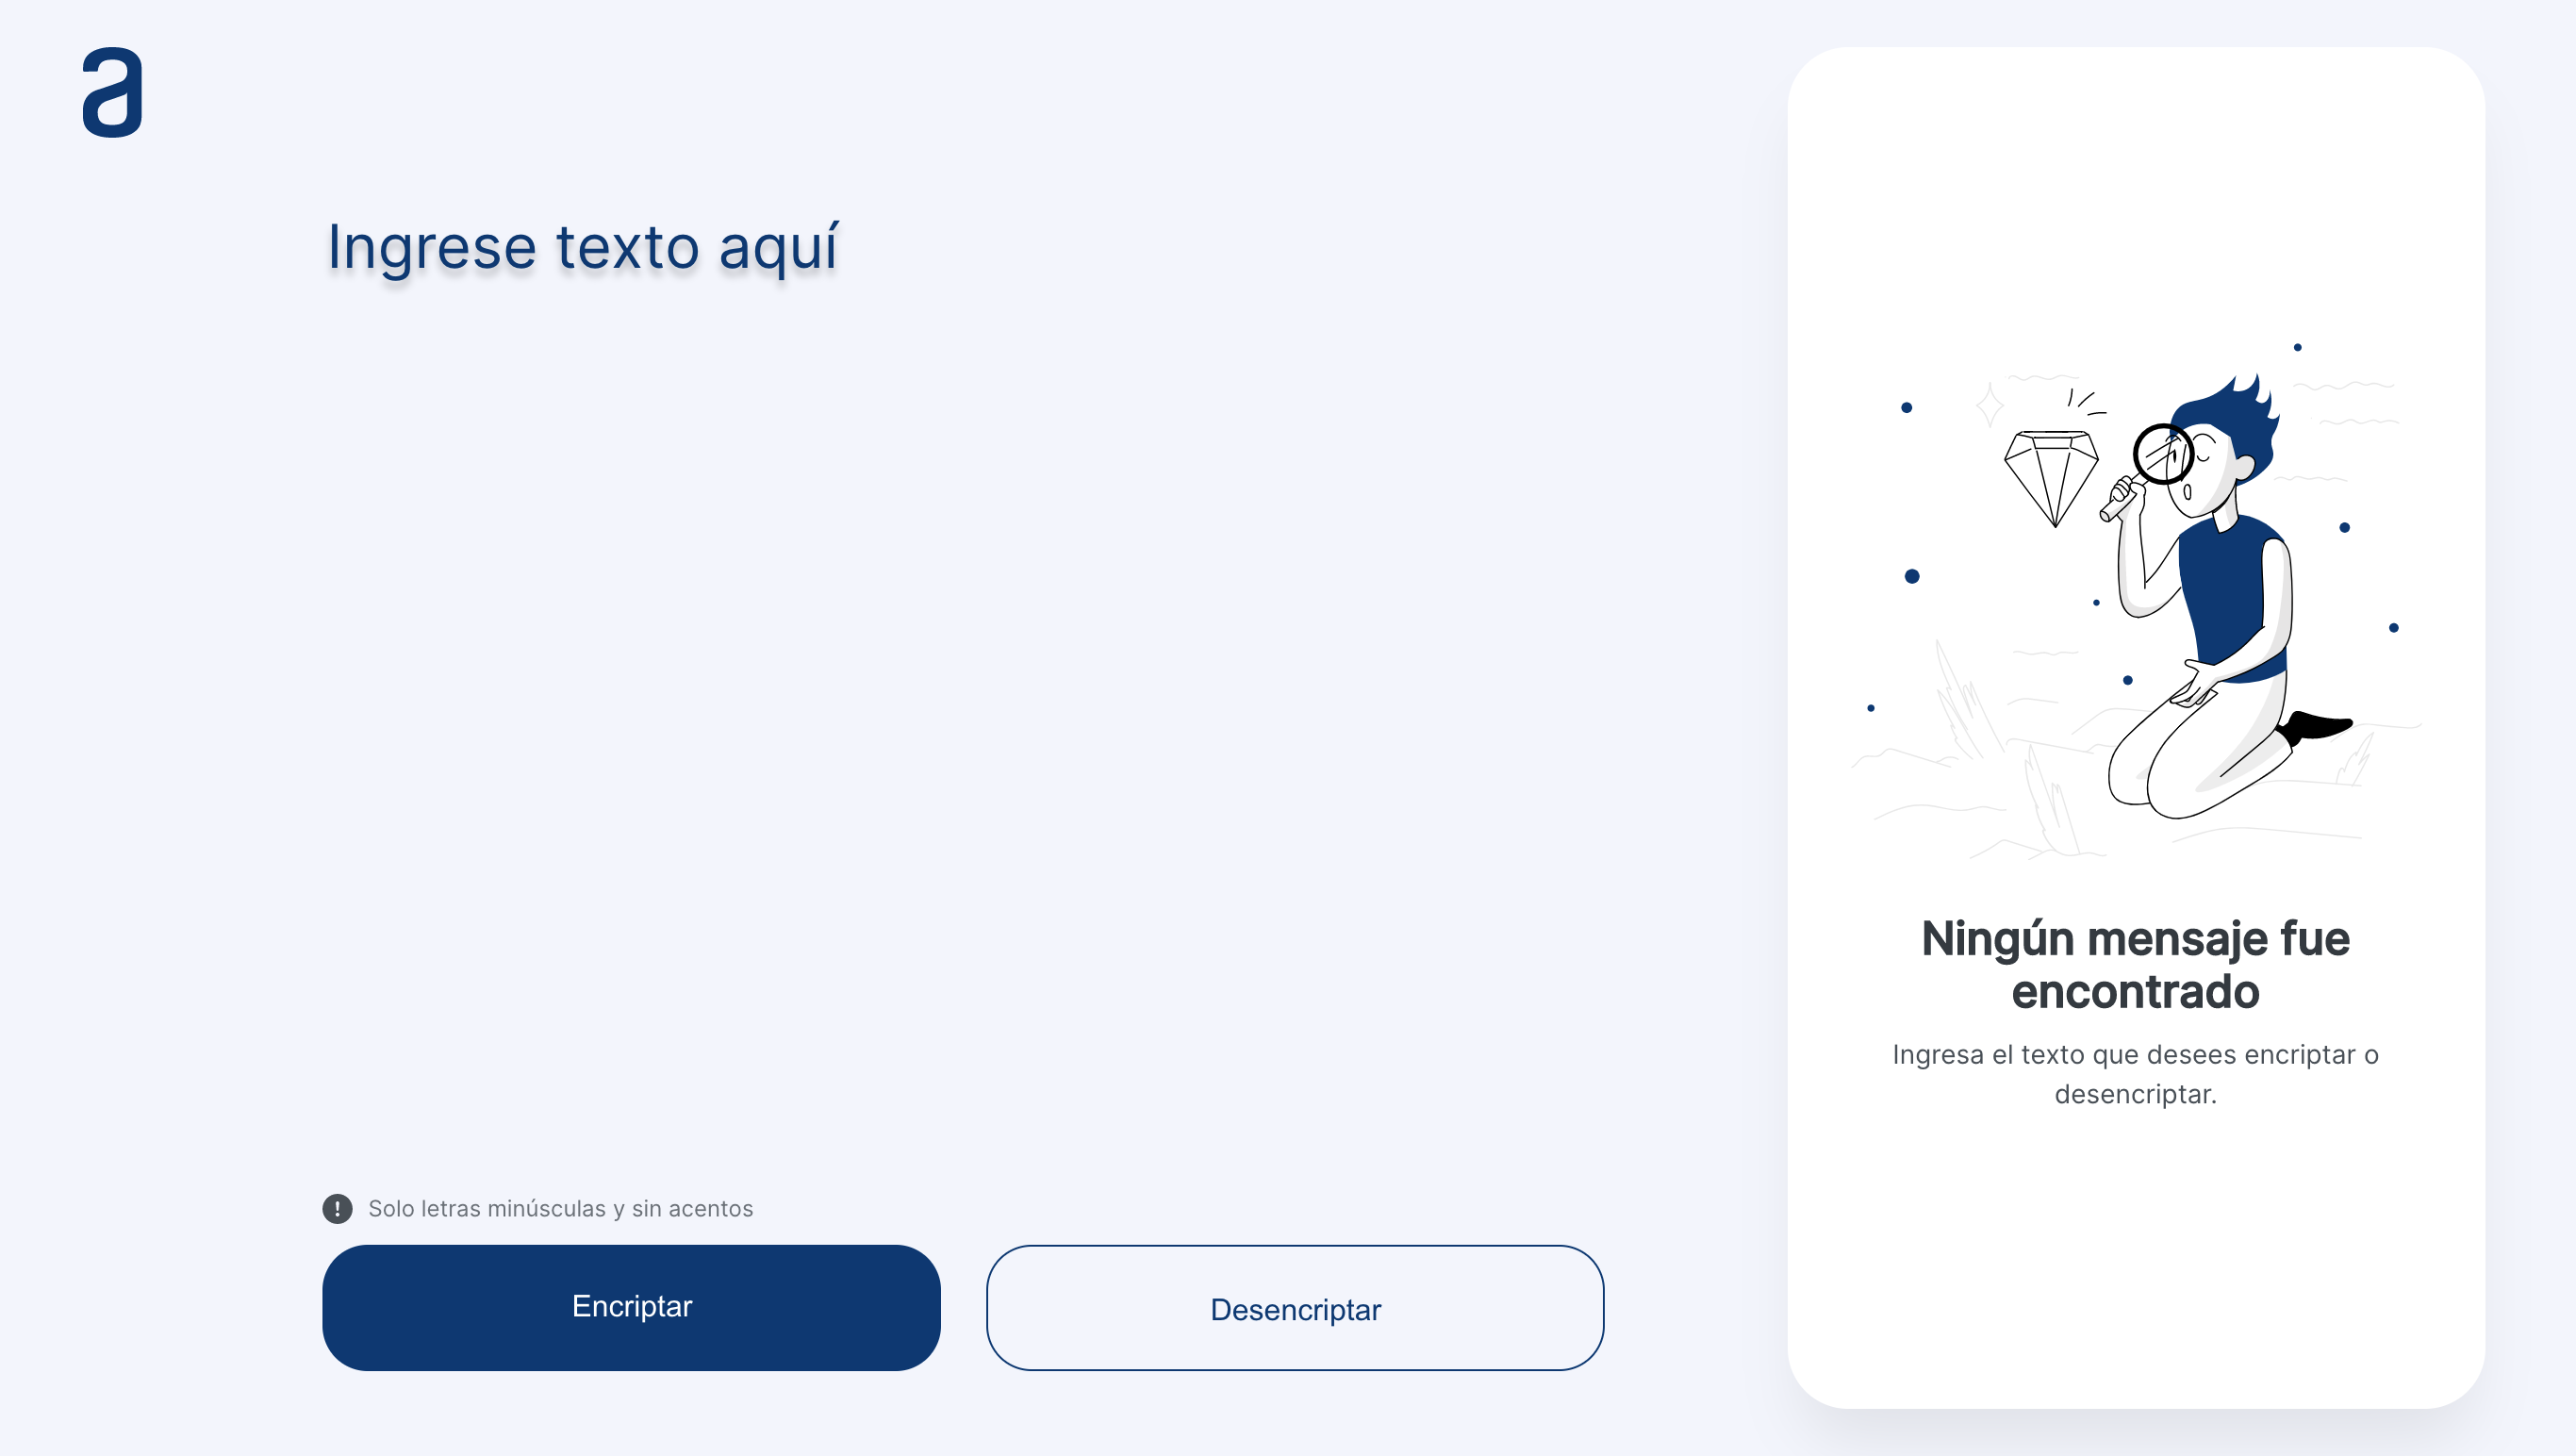 a
Ingrese texto aquí
Ningún mensaje fue
encontrado
Ingresa el texto que desees encriptar o
desencriptar.
Solo letras minúsculas y sin acentos
Encriptar
Desencriptar